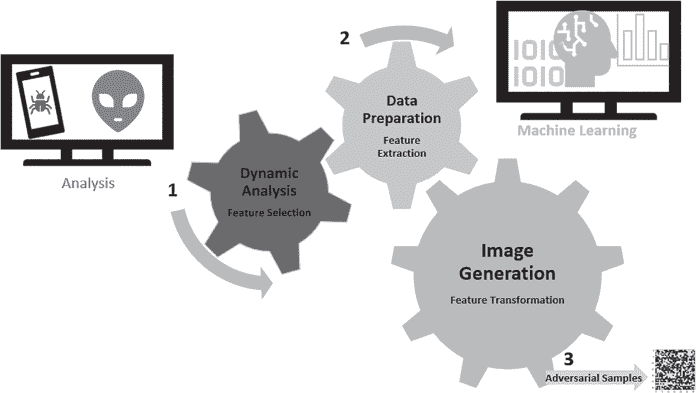 2
1010
1010
Data
Preparation
Feature
Extraction
Machine Learning
Analysis
1
Dynamic
Analysis
Feature Selection
Image
Generation
Feature Transformation
3
Adversarial Samples